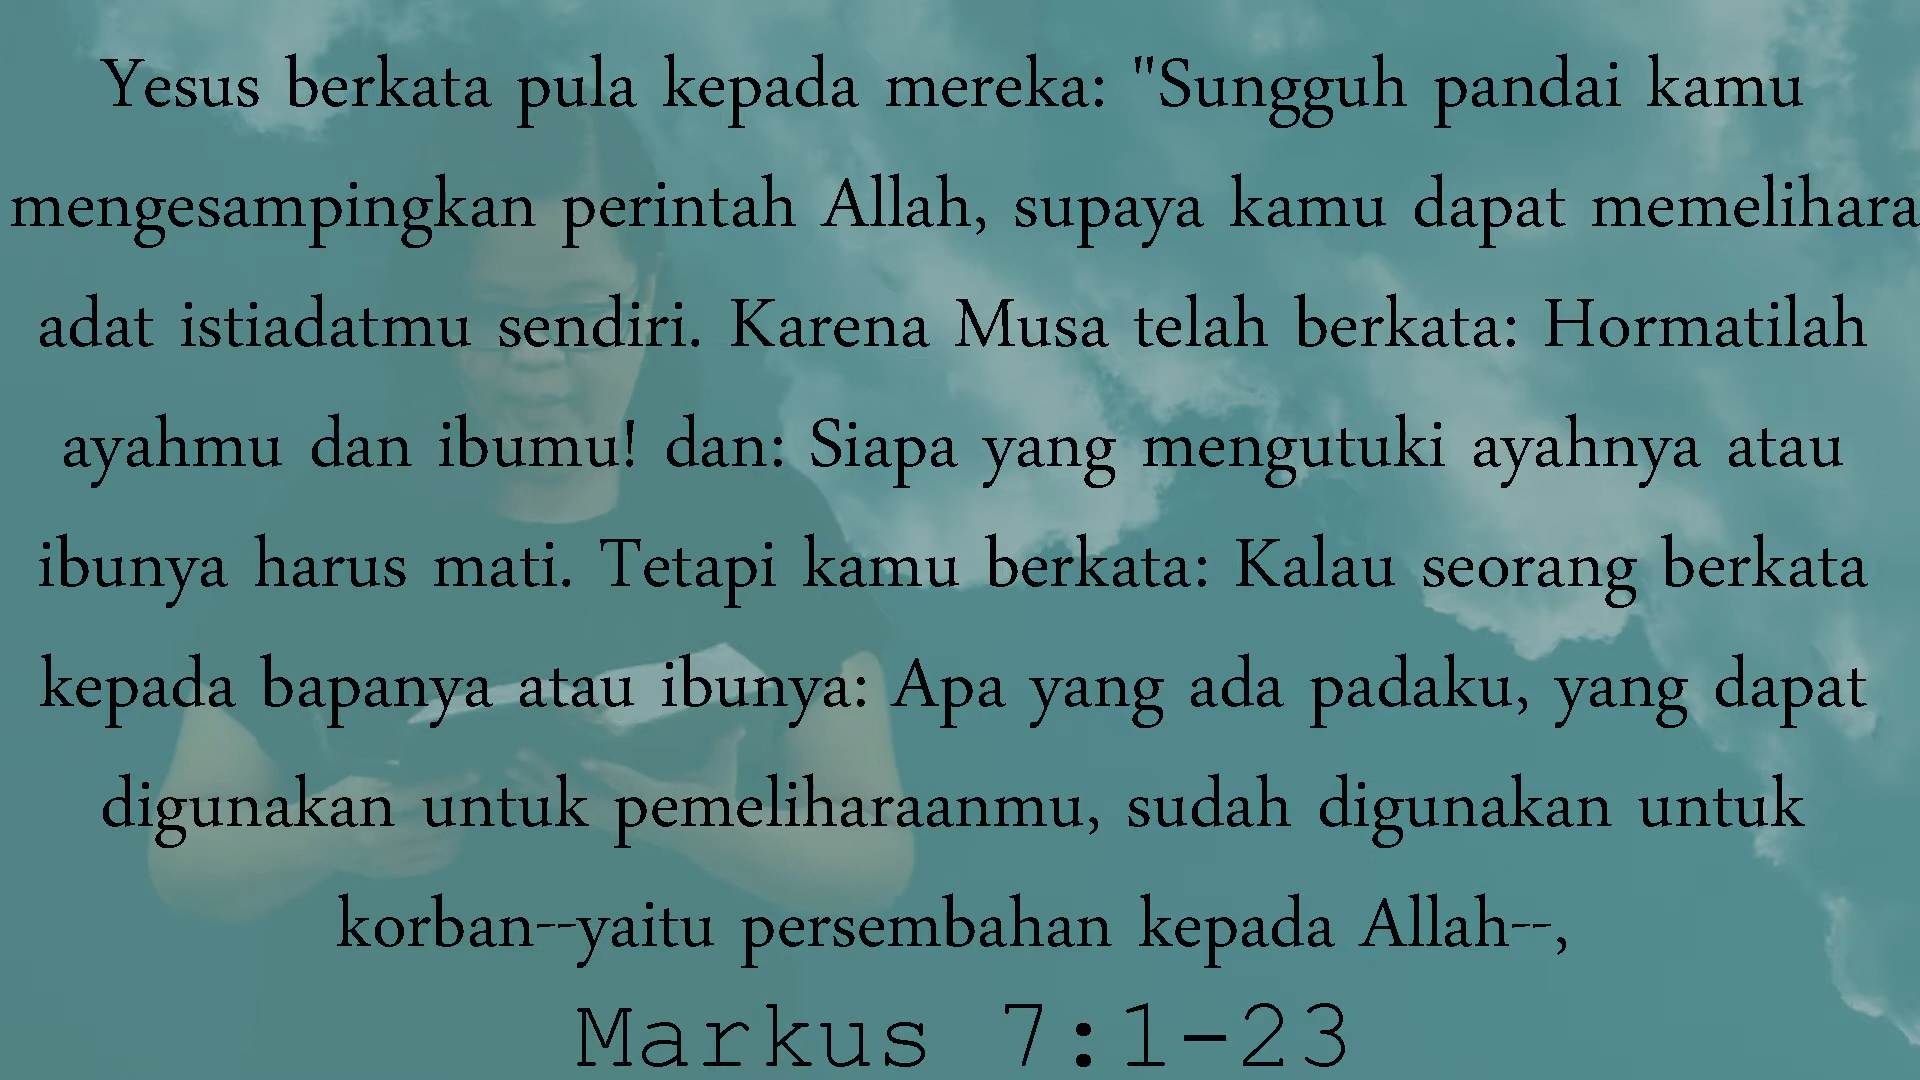 Yesus berkata pula kepada mereka: "Sungguh pandai kamu
mengesampingkan perintah Allah, supaya kamu dapat memelihara
adat istiadatmu sendiri. Karena Musa telah berkata: Hormatilah
ayahmu dan ibumu! dan: Siapa yang mengutuki ayahnya atau
ibunya harus mati. Tetapi kamu berkata: Kalau seorang berkata
kepada bapanya atau ibunya: Apa yang ada padaku, yang dapat
digunakan untuk pemeliharaanmu, sudah digunakan untuk
korban--yaitu persembahan kepada Allah--,
Markus 7:1-23